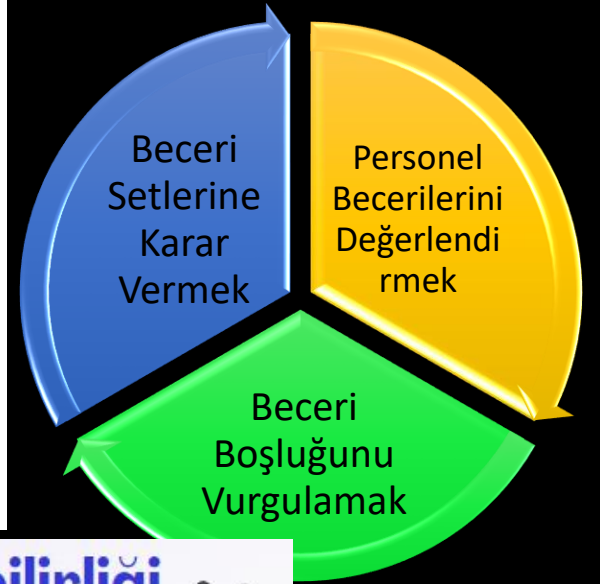 Beceri
Setlerine
Karar
Vermek
Personel
Becerilerini
Değerlendi
rmek
Beceri
Boşluğunu
Vurgulamak